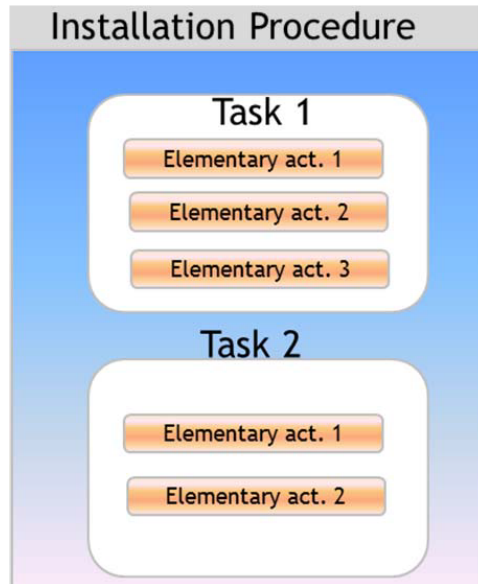 Installation Procedure
Task 1
Elementary act. 1
Elementary act. 2
Elementary act. 3
Task 2
Elementary act. 1
Elementary act. 2